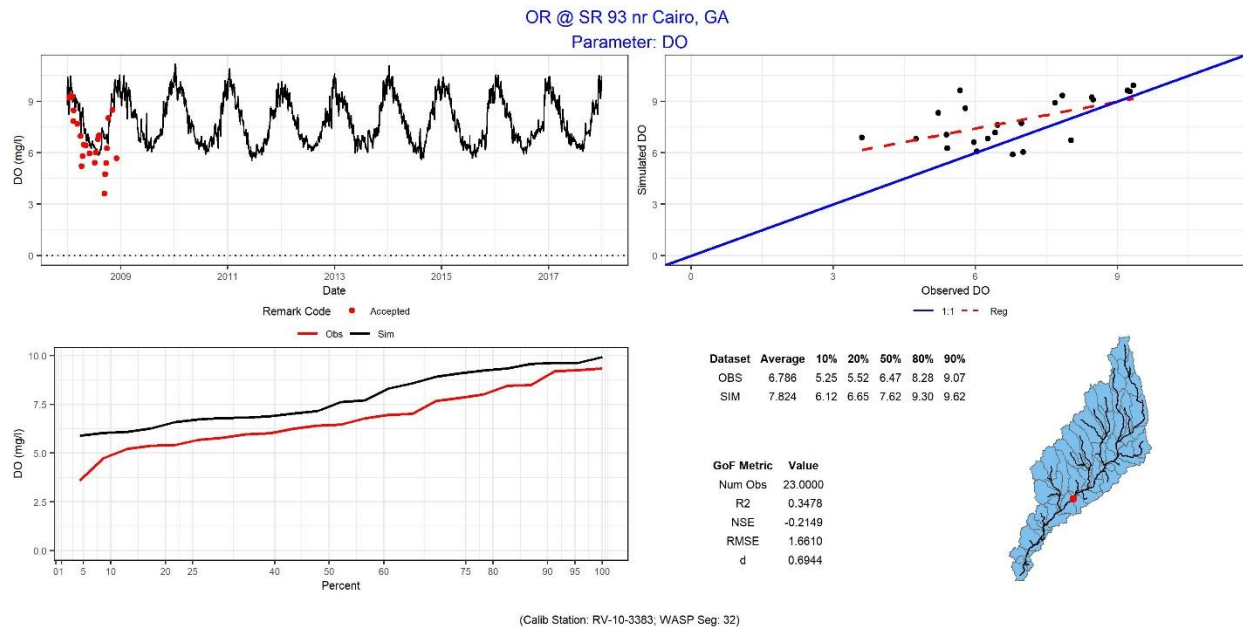 OR @ SR 93 nr Cairo, GA
Parameter: DO
DO (mg/l)
9
6
3
0
2009 2011 2013 2015 2017
Date
Remark Code Accepted
Simulated DO
9
6
3
0
0 3 6 9
Observed DO
1:1 Reg
Obs Sim
DO (mg/l)
10.0
7.5
5.0
2.5
0.0
01 5 10 20 25 40 50 60 75 80 90 95 100
Percent
Dataset Average 10% 20% 50% 80% 90%
OBS 6.786 5.25 5.52 6.47 8.28 9.07
SIM 7.824 6.12 6.65 7.62 9.30 9.62
GoF Metric Value
Num Obs 23.0000
R2 0.3478
NSE -0.2149
RMSE 1.6610
d 0.6944
(Calib Station: RV-10-3383; WASP Seg: 32)